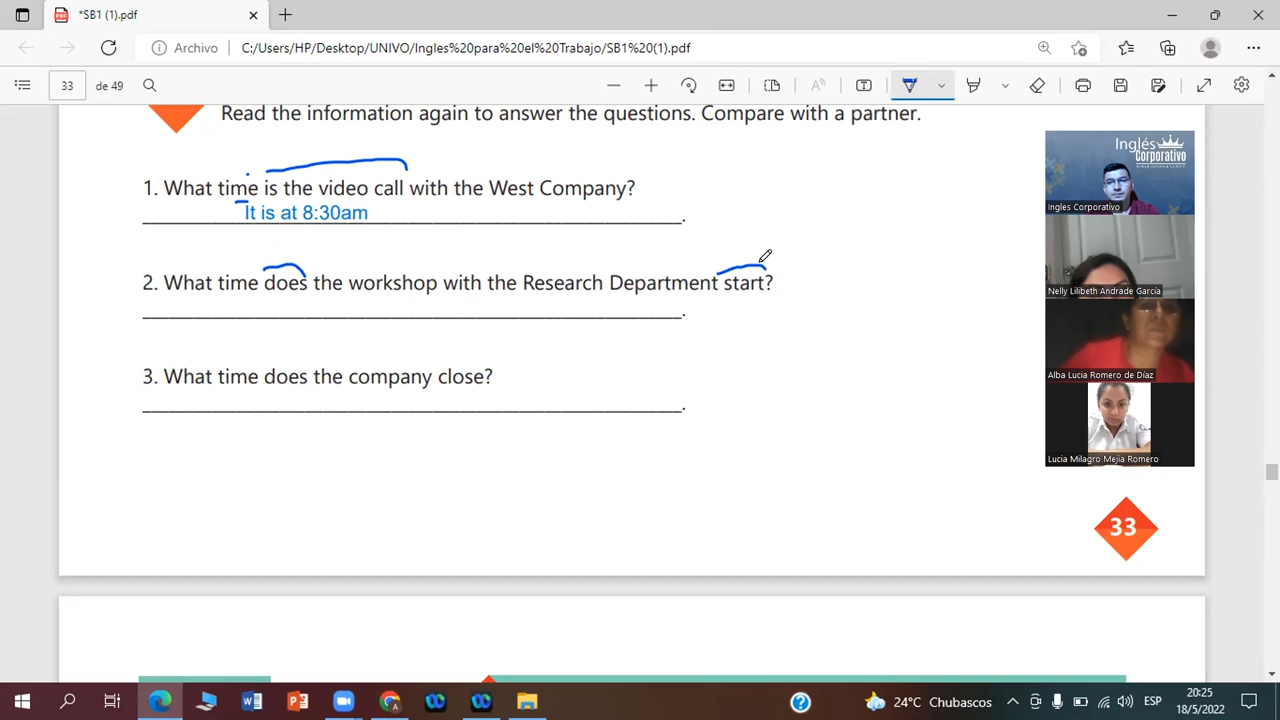 *SB1 (1).pdf
Archivo C:/Users/HP/Desktop/UNIVO/Ingles%20para%20el%20Trabajo/SB1%20(1).pdf
33 de 49
Read the information again to answer the questions. Compare with a partner.
1. What time is the video call with the West Company?
It is at 8:30am
2. What time does the workshop with the Research Department start?
3. What time does the company close?
33
Inglés
Corporativo
Ingles Corporativo
Nelly Lilibeth Andrade García
Alba Lucia Romero de Díaz
Lucia Milagro Mejia Romero
24°C Chubascos
ESP
20:25
18/5/2022